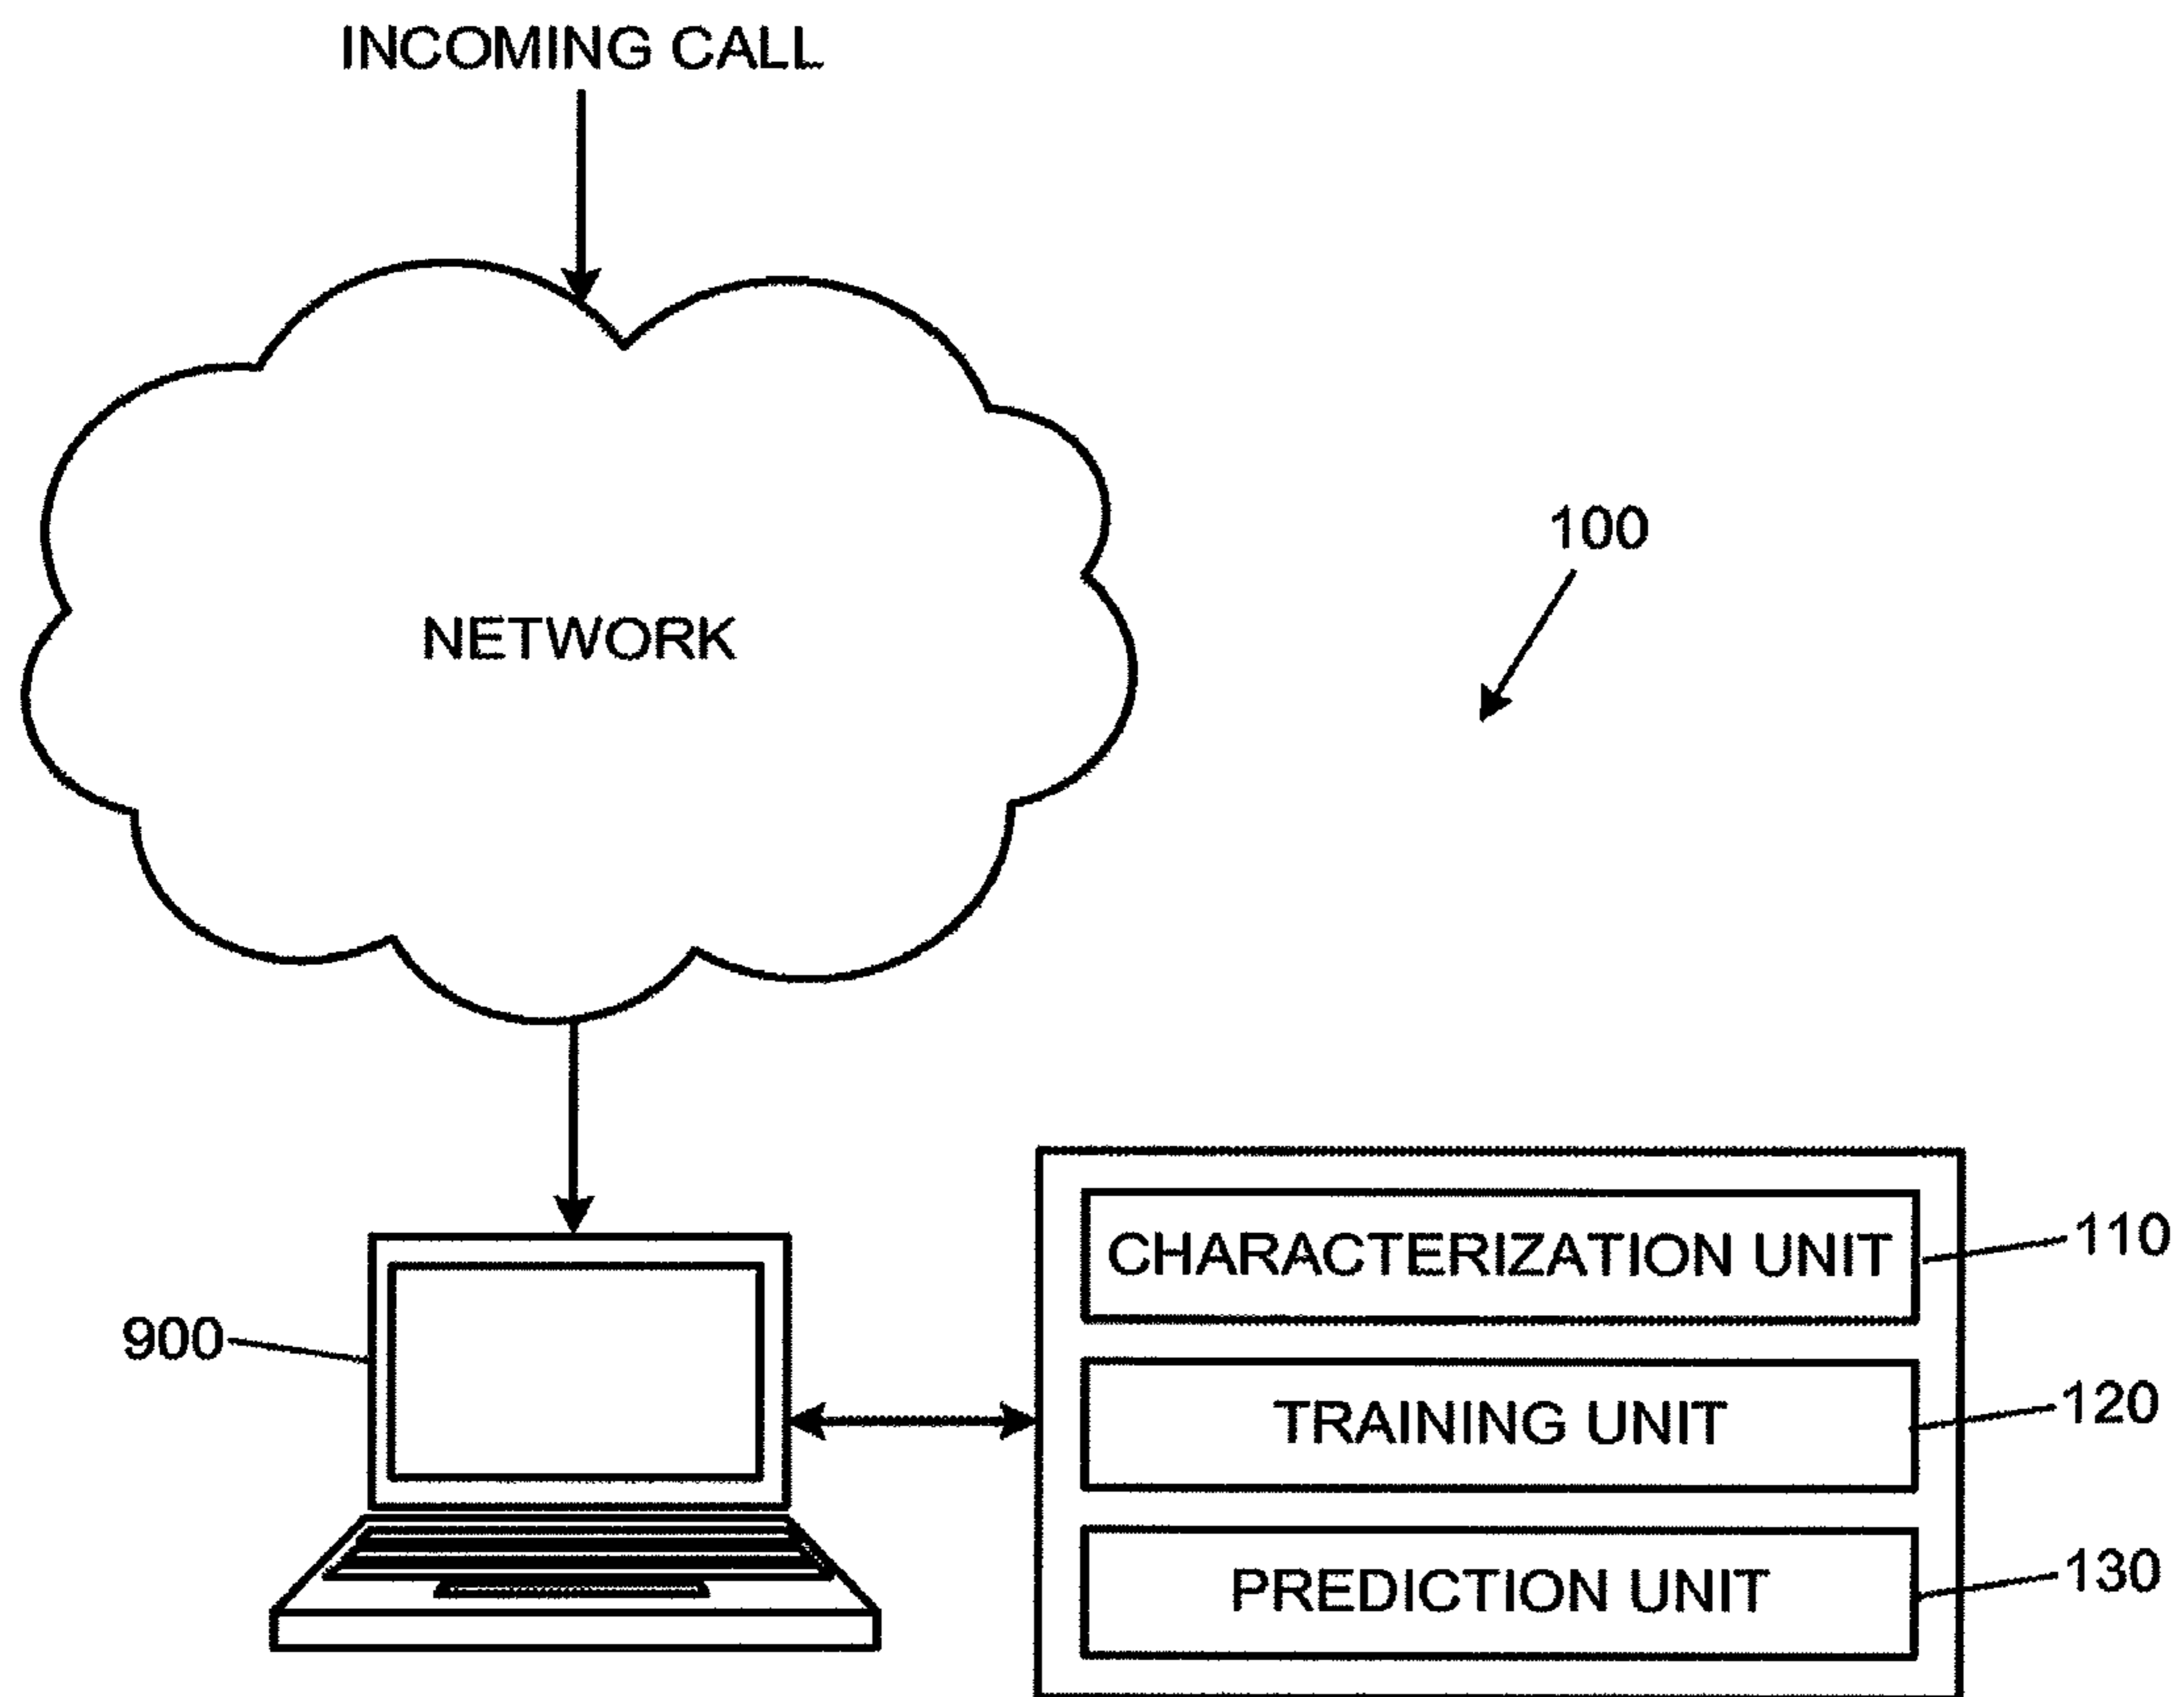 INCOMING CALL
NETWORK
100
CHARACTERIZATION UNIT
110
900
TRAINING UNIT
120
PREDICTION UNIT
130